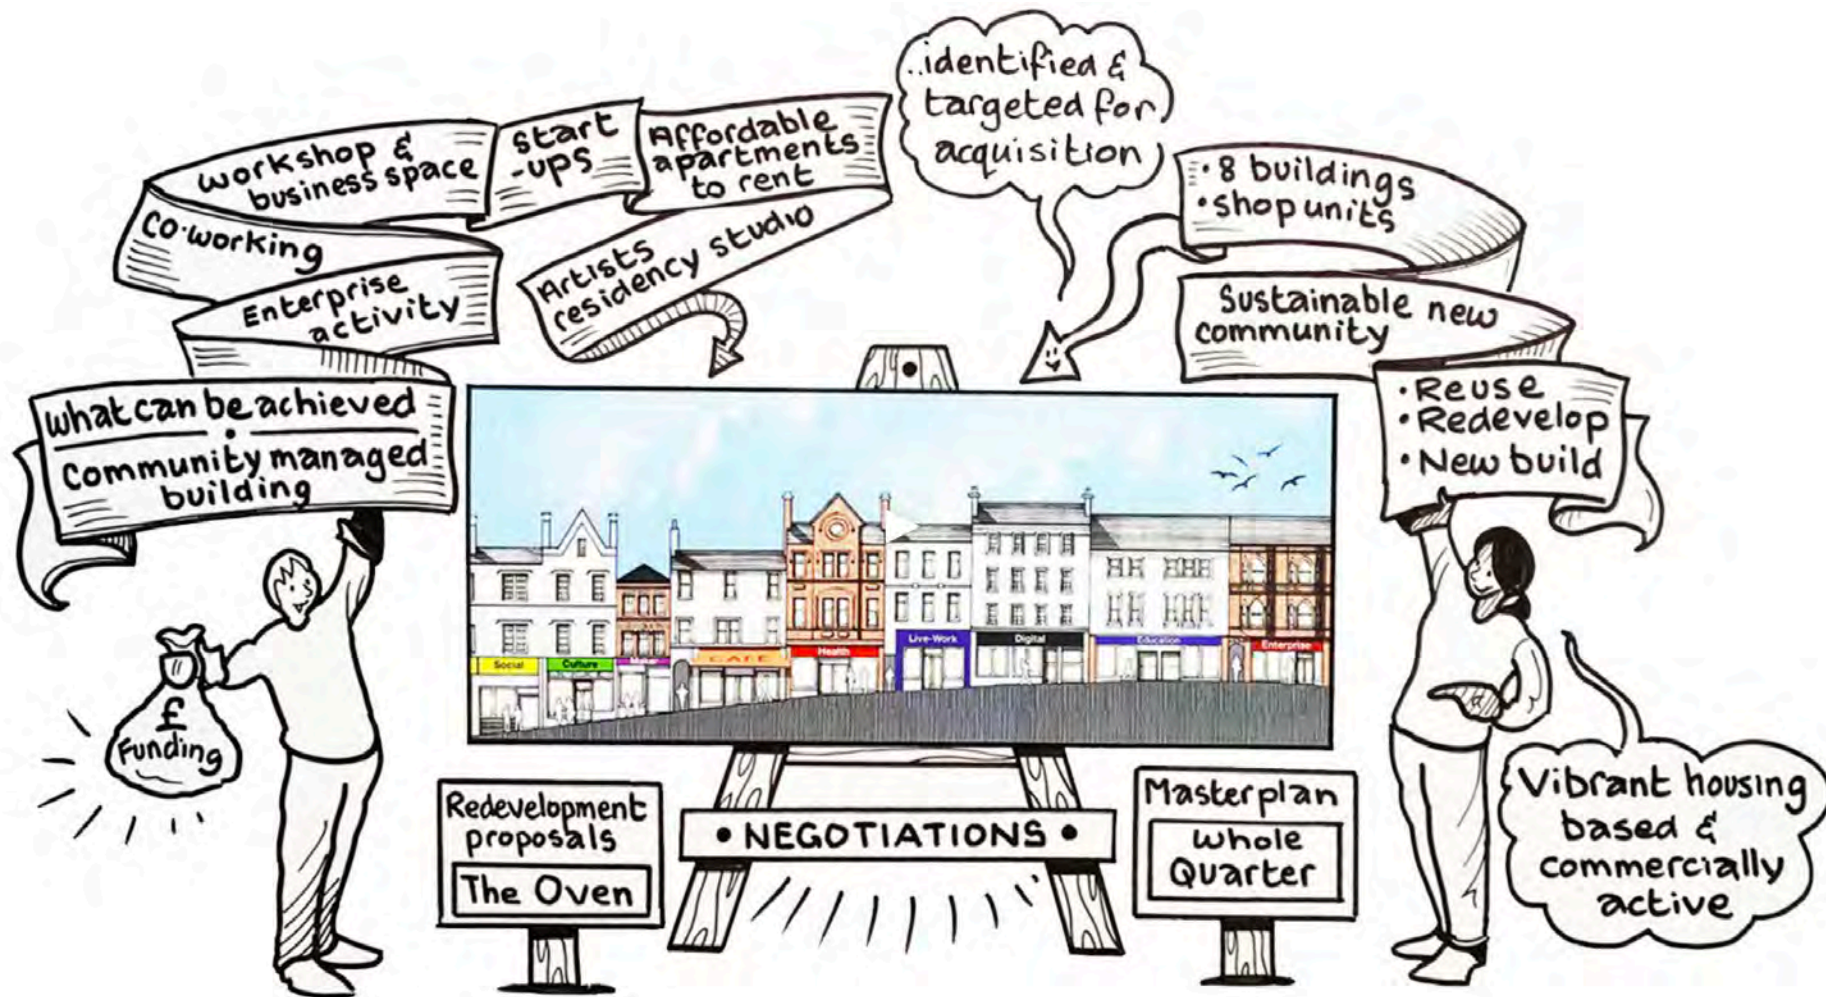 What can be achieved
Community managed
building
Enterprise
activity
Co-working
Workshop &
business space
Start
-ups
Affordable
apartments
to rent
Artists
residency studio
..identified &
targeted for
acquisition
• 8 buildings
• shop units
Sustainable new
community
• Reuse
• Redevelop
• New build
£
Funding
Social
Culture
CAFE
Health
Live-Work
Digital
Education
Enterprise
Redevelopment
proposals
The Oven
• NEGOTIATIONS •
Masterplan
Whole
Quarter
Vibrant housing
based &
commercially
active